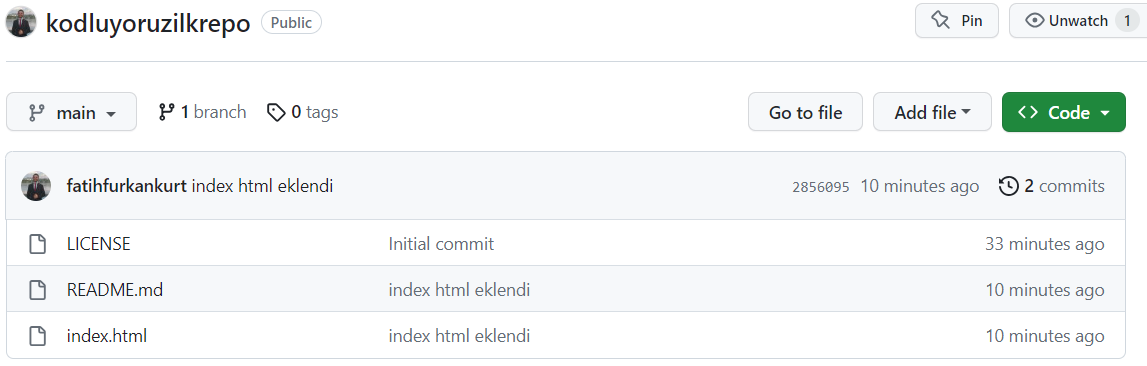 kodluyoruzilkrepo Public Pin Unwatch 1
main 1 branch 0 tags Go to file Add file Code
fatihfurkankurt index html eklendi 2856095 10 minutes ago 2 commits
LICENSE Initial commit 33 minutes ago
README.md index html eklendi 10 minutes ago
index.html index html eklendi 10 minutes ago